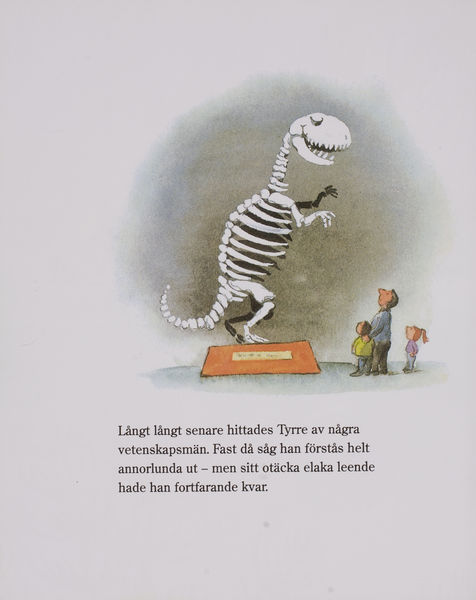 Långt långt senare hittades Tyrre av några
vetenskapsmän. Fast då såg han förstås helt
annorlunda ut – men sitt otäcka elaka leende
hade han fortfarande kvar.